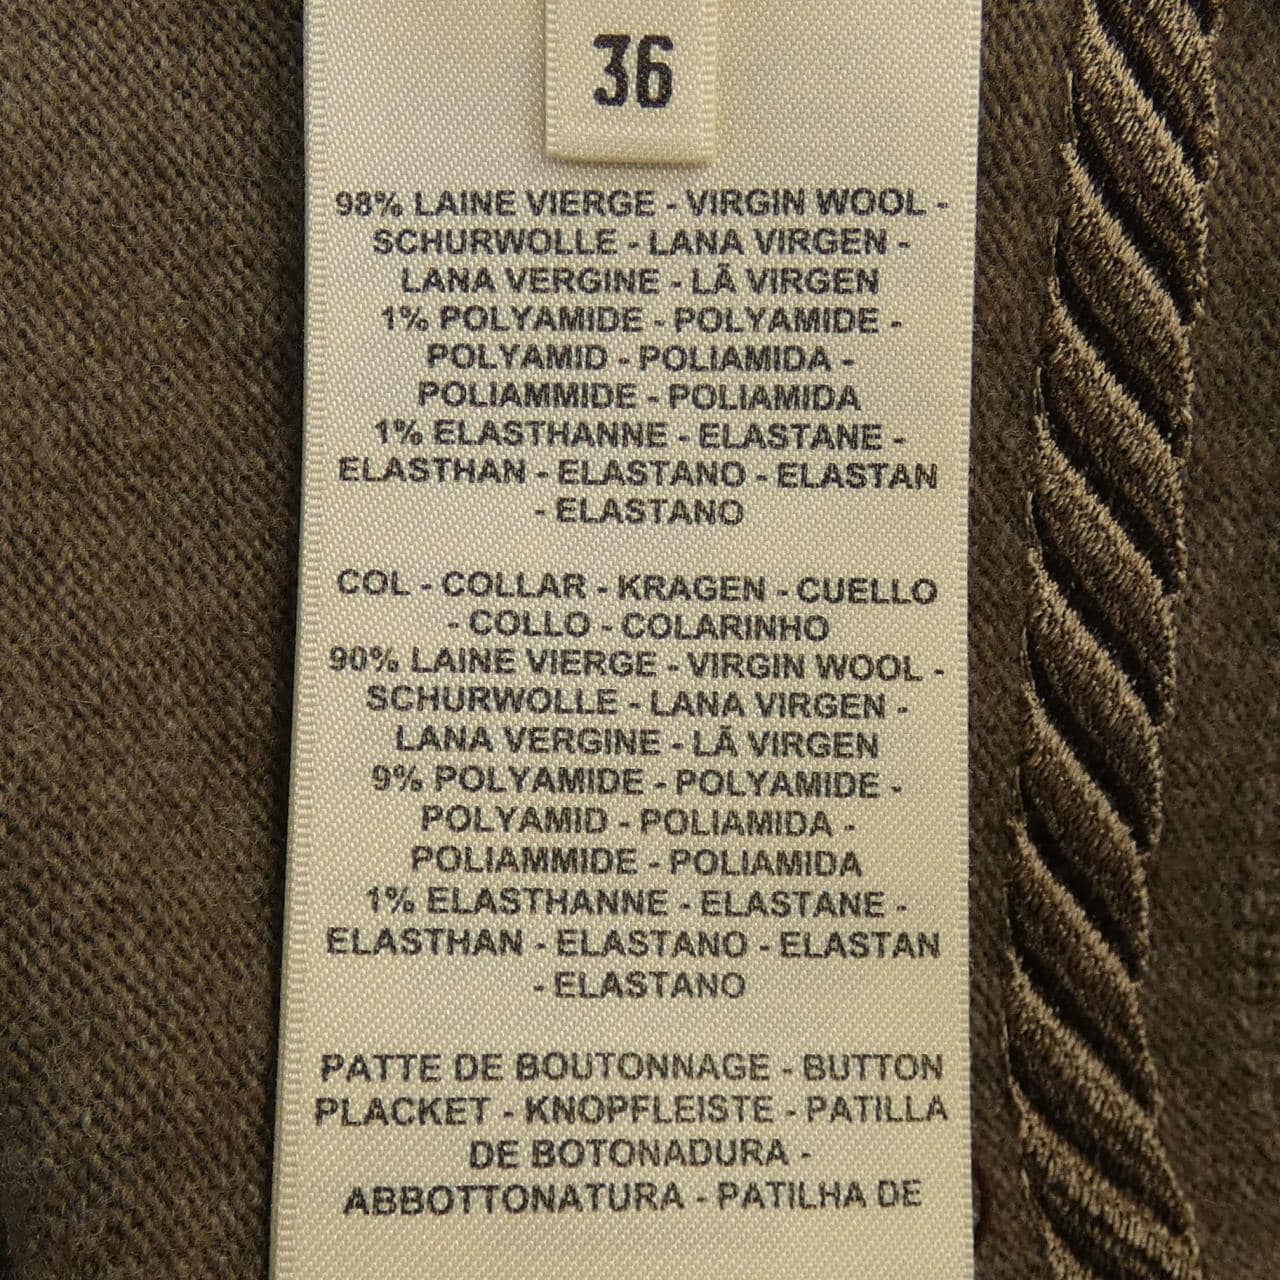 36
98% LAINE VIERGE - VIRGIN WOOL -
SCHURWOLLE - LANA VIRGEN -
LANA VERGINE - LÃ VIRGEN
1% POLYAMIDE - POLYAMIDE -
POLYAMID - POLIAMIDA -
POLIAMMIDE - POLIAMIDA
1% ELASTHANNE - ELASTANE -
ELASTHAN - ELASTANO - ELASTAN
- ELASTANO
COL - COLLAR - KRAGEN - CUELLO
- COLLO - COLARINHO
90% LAINE VIERGE - VIRGIN WOOL -
SCHURWOLLE - LANA VIRGEN -
LANA VERGINE - LÃ VIRGEN
9% POLYAMIDE - POLYAMIDE -
POLYAMID - POLIAMIDA -
POLIAMMIDE - POLIAMIDA
1% ELASTHANNE - ELASTANE -
ELASTHAN - ELASTANO - ELASTAN
- ELASTANO
PATTE DE BOUTONNAGE - BUTTON
PLACKET - KNOPFLEISTE - PATILLA
DE BOTONADURA -
ABBOTTONATURA - PATILHA DE